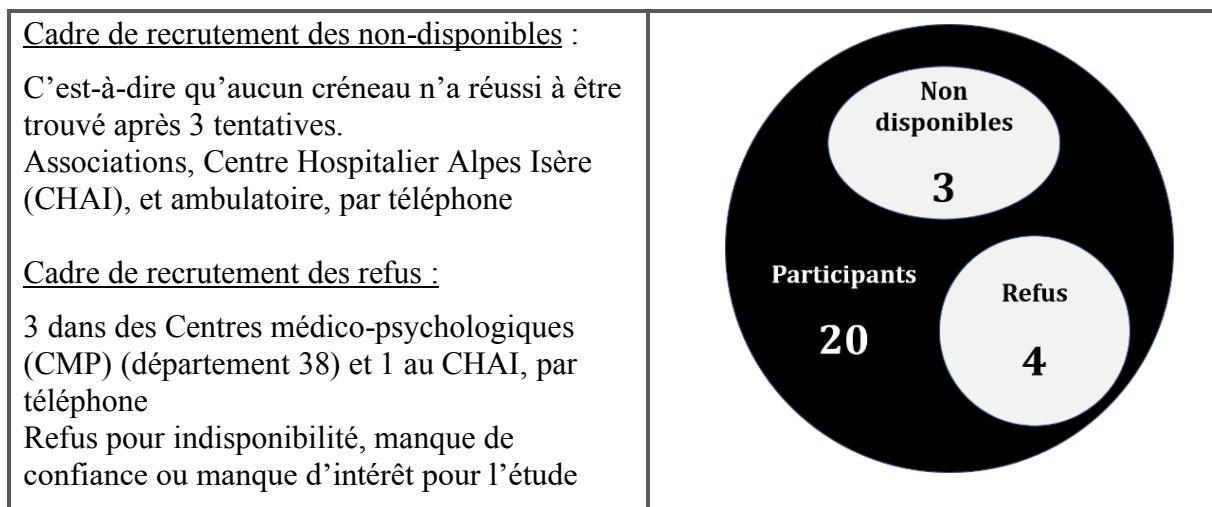 Cadre de recrutement des non-disponibles :
C’est-à-dire qu’aucun créneau n’a réussi à être
trouvé après 3 tentatives.
Associations, Centre Hospitalier Alpes Isère
(CHAI), et ambulatoire, par téléphone
Cadre de recrutement des refus :
3 dans des Centres médico-psychologiques
(CMP) (département 38) et 1 au CHAI, par
téléphone
Refus pour indisponibilité, manque de
confiance ou manque d’intérêt pour l’étude
Non
disponibles
3
Participants
20
Refus
4